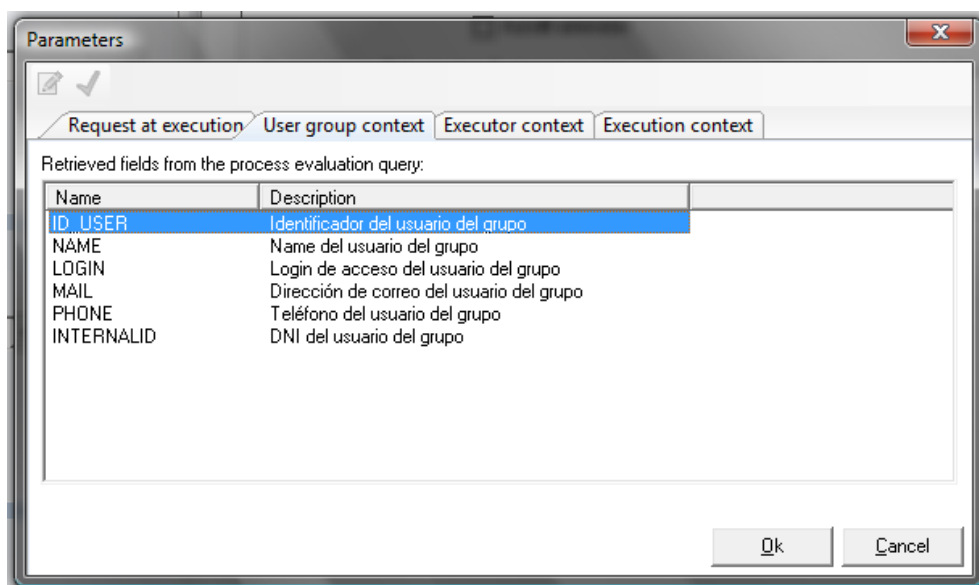 Parameters
Request at execution User group context Executor context Execution context
Retrieved fields from the process evaluation query:
Name Description
ID_USER Identificador del usuario del grupo
NAME Name del usuario del grupo
LOGIN Login de acceso del usuario del grupo
MAIL Dirección de correo del usuario del grupo
PHONE Teléfono del usuario del grupo
INTERNALID DNI del usuario del grupo
Ok Cancel